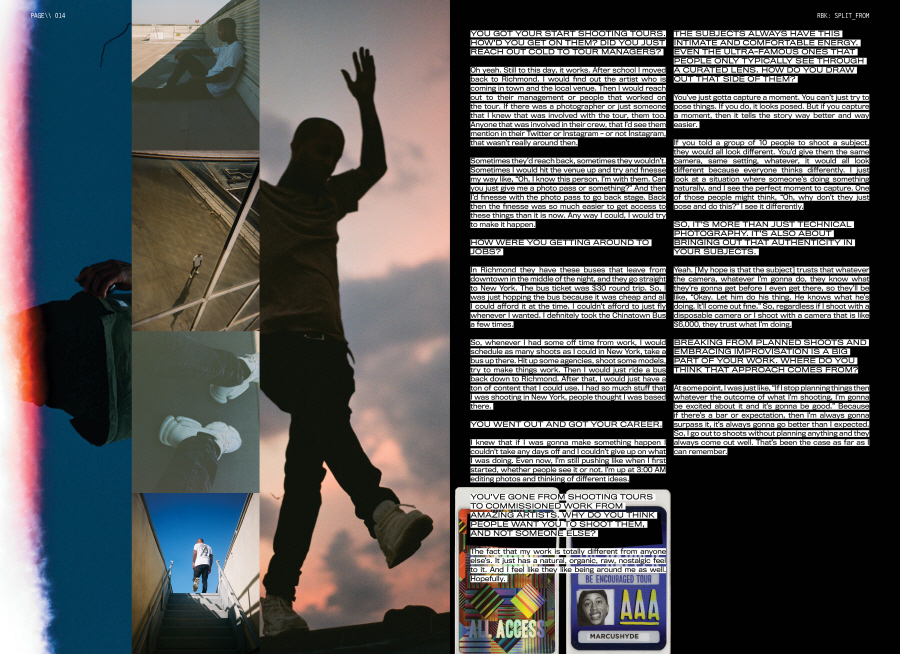 PAGE\\ 014
RBK: SPLIT_FROM
YOU GOT YOUR START SHOOTING TOURS.
HOW'D YOU GET ON THEM? DID YOU JUST
REACH OUT COLD TO TOUR MANAGERS?
Oh yeah. Still to this day, it works. After school I moved
back to Richmond. I would find out the artist who is
coming in town and the local venue. Then I would reach
out to their management or people that worked on
the tour. If there was a photographer or just someone
that I knew that was involved with the tour, them too.
Anyone that was involved in their crew, that I'd see them
mention in their Twitter or Instagram – or not Instagram,
that wasn't really around then.
Sometimes they'd reach back, sometimes they wouldn't.
Sometimes I would hit the venue up and try and finesse
my way like, "Oh, I know this person. I'm with them. Can
you just give me a photo pass or something?" And then
I'd finesse with the photo pass to go back stage. Back
then the finesse was so much easier to get access to
these things than it is now. Any way I could, I would try
to make it happen.
HOW WERE YOU GETTING AROUND TO
JOBS?
In Richmond they have these buses that leave from
downtown in the middle of the night, and they go straight
to New York. The bus ticket was $30 round trip. So, I
was just hopping the bus because it was cheap and all
I could afford it at the time. I couldn't afford to just fly
whenever I wanted. I definitely took the Chinatown Bus
a few times.
So, whenever I had some off time from work, I would
schedule as many shoots as I could in New York, take a
bus up there. Hit up some agencies, shoot some models,
try to make things work. Then I would just ride a bus
back down to Richmond. After that, I would just have a
ton of content that I could use. I had so much stuff that
I was shooting in New York, people thought I was based
there.
YOU WENT OUT AND GOT YOUR CAREER.
I knew that if I was gonna make something happen I
couldn't take any days off and I couldn't give up on what
I was doing. Even now, I'm still pushing like when I first
started, whether people see it or not. I'm up at 3:00 AM
editing photos and thinking of different ideas.
YOU'VE GONE FROM SHOOTING TOURS
TO COMMISSIONED WORK FROM
AMAZING ARTISTS. WHY DO YOU THINK
PEOPLE WANT YOU TO SHOOT THEM,
AND NOT SOMEONE ELSE?
The fact that my work is totally different from anyone
else's. It just has a natural, organic, raw, nostalgic feel
to it. And I feel like they like being around me as well.
Hopefully.
THE SUBJECTS ALWAYS HAVE THIS
INTIMATE AND COMFORTABLE ENERGY.
EVEN THE ULTRA-FAMOUS ONES THAT
PEOPLE ONLY TYPICALLY SEE THROUGH
A CURATED LENS. HOW DO YOU DRAW
OUT THAT SIDE OF THEM?
You've just gotta capture a moment. You can't just try to
pose things. If you do, it looks posed. But if you capture
a moment, then it tells the story way better and way
easier.
If you told a group of 10 people to shoot a subject,
they would all look different. You'd give them the same
camera, same setting, whatever, it would all look
different because everyone thinks differently. I just
look at a situation where someone's doing something
naturally, and I see the perfect moment to capture. One
of those people might think, "Oh, why don't they just
pose and do this?" I see it differently.
SO, IT'S MORE THAN JUST TECHNICAL
PHOTOGRAPHY. IT'S ALSO ABOUT
BRINGING OUT THAT AUTHENTICITY IN
YOUR SUBJECTS.
Yeah. [My hope is that the subject] trusts that whatever
the camera, whatever I'm gonna do, they know what
they're gonna get before I even get there, so they'll be
like, "Okay. Let him do his thing. He knows what he's
doing. It'll come out fine." So, regardless if I shoot with a
disposable camera or I shoot with a camera that is like
$6,000, they trust what I'm doing.
BREAKING FROM PLANNED SHOOTS AND
EMBRACING IMPROVISATION IS A BIG
PART OF YOUR WORK. WHERE DO YOU
THINK THAT APPROACH COMES FROM?
At some point, I was just like, "If I stop planning things then
whatever the outcome of what I'm shooting, I'm gonna
be excited about it and it's gonna be good." Because
if there's a bar or expectation, then I'm always gonna
surpass it, it's always gonna go better than I expected.
So, I go out to shoots without planning anything and they
always come out well. That's been the case as far as I
can remember.
ALL ACCESS
BE ENCOURAGED TOUR
AAA
MARCUSHYDE